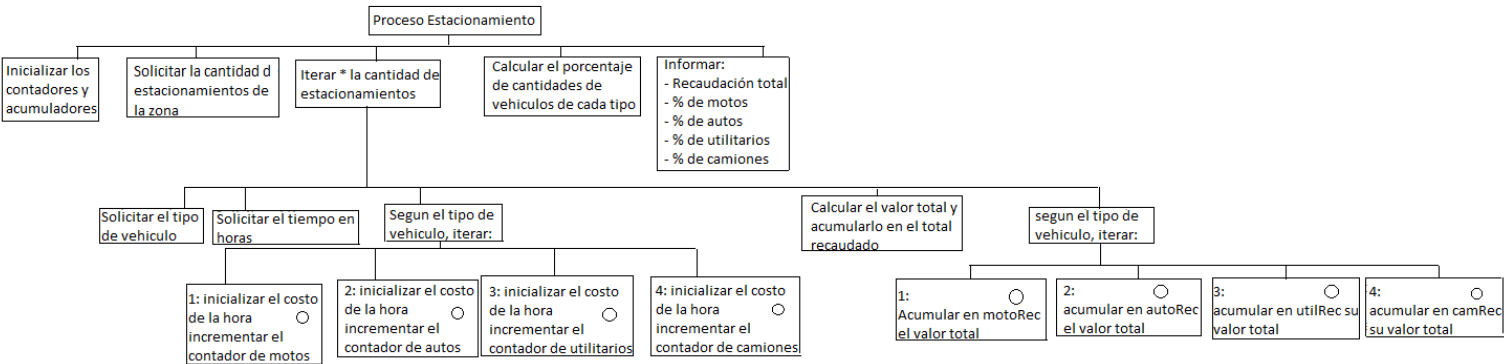 Proceso Estacionamiento
Inicializar los
contadores y
acumuladores
Solicitar la cantidad d
estacionamientos de
la zona
Iterar * la cantidad de
estacionamientos
Calcular el porcentaje
de cantidades de
vehiculos de cada tipo
Informar:
- Recaudación total
- % de motos
- % de autos
- % de utilitarios
- % de camiones
Solicitar el tipo
de vehiculo
Solicitar el tiempo en
horas
Segun el tipo de
vehiculo, iterar:
Calcular el valor total y
acumularlo en el total
recaudado
segun el tipo de
vehiculo, iterar:
1: inicializar el costo
de la hora
incrementar el
contador de motos
2: inicializar el costo
de la hora
incrementar el
contador de autos
3: inicializar el costo
de la hora
incrementar el
contador de utilitarios
4: inicializar el costo
de la hora
incrementar el
contador de camiones
1:
Acumular en motoRec
el valor total
2:
acumular en autoRec
el valor total
3:
acumular en utilRec su
valor total
4:
acumular en camRec
su valor total